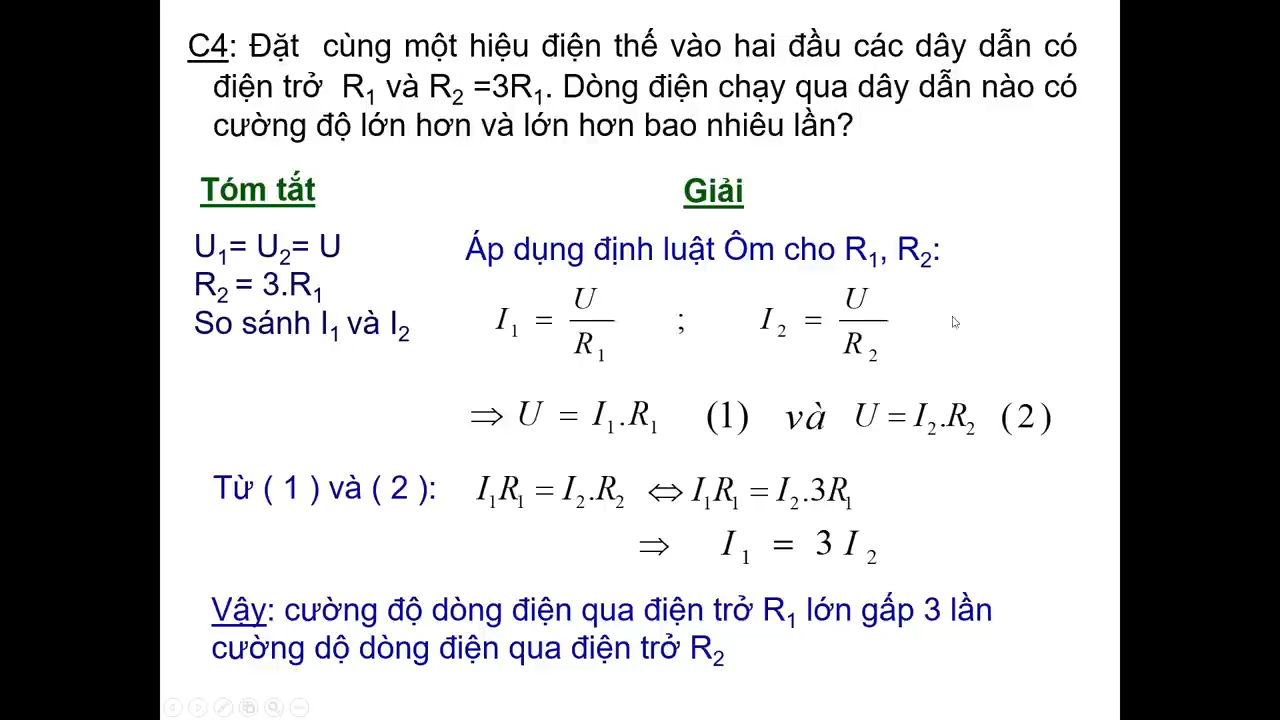 C4: Đặt cùng một hiệu điện thế vào hai đầu các dây dẫn có
điện trở R₁ và R₂ =3R₁. Dòng điện chạy qua dây dẫn nào có
cường độ lớn hơn và lớn hơn bao nhiêu lần?
Tóm tắt
U₁= U₂= U
R₂ = 3.R₁
So sánh I₁ và I₂
Giải
Áp dụng định luật Ôm cho R₁, R₂:
I₁ = U/R₁ ; I₂ = U/R₂
⇒ U = I₁.R₁ (1) và U = I₂.R₂ (2)
Từ ( 1 ) và ( 2 ): I₁R₁ = I₂.R₂ ⇔ I₁R₁ = I₂.3R₁
⇒ I₁ = 3 I₂
Vậy: cường độ dòng điện qua điện trở R₁ lớn gấp 3 lần
cường dộ dòng điện qua điện trở R₂